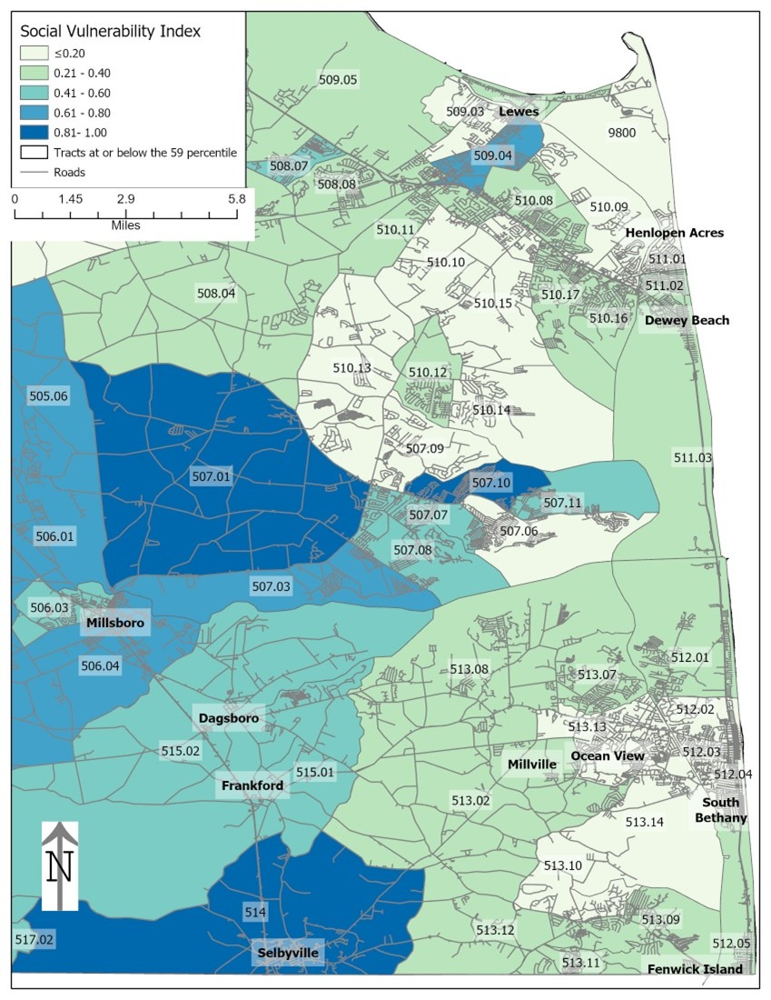 Social Vulnerability Index
≤0.20
0.21 - 0.40
0.41 - 0.60
0.61 - 0.80
0.81- 1.00
Tracts at or below the 59 percentile
Roads
0 1.45 2.9 5.8
Miles
509.05
509.03
Lewes
9800
509.04
508.07
508.08
510.08
510.09
510.11
Henlopen Acres
510.10
511.01
511.02
508.04
510.15
510.17
510.16
Dewey Beach
510.13
510.12
505.06
510.14
507.09
511.03
507.01
507.10
507.11
507.07
507.06
506.01
507.08
507.03
506.03
Millsboro
506.04
513.08
512.01
513.07
512.02
Dagsboro
513.13
515.02
Ocean View
512.03
Millville
515.01
512.04
Frankford
513.02
South
Bethany
513.14
N
513.10
514
513.09
513.12
517.02
512.05
Selbyville
513.11
Fenwick Island